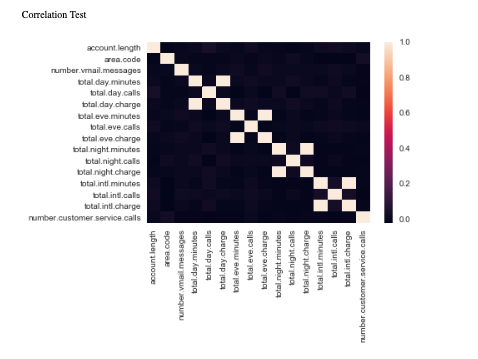 Correlation Test
account.length
area.code
number.vmail.messages
total.day.minutes
total.day.calls
total.day.charge
total.eve.minutes
total.eve.calls
total.eve.charge
total.night.minutes
total.night.calls
total.night.charge
total.intl.minutes
total.intl.calls
total.intl.charge
number.customer.service.calls
1.0
0.8
0.6
0.4
0.2
0.0
account.length
area.code
number.vmail.messages
total.day.minutes
total.day.calls
total.day.charge
total.eve.minutes
total.eve.calls
total.eve.charge
total.night.minutes
total.night.calls
total.night.charge
total.intl.minutes
total.intl.calls
total.intl.charge
number.customer.service.calls